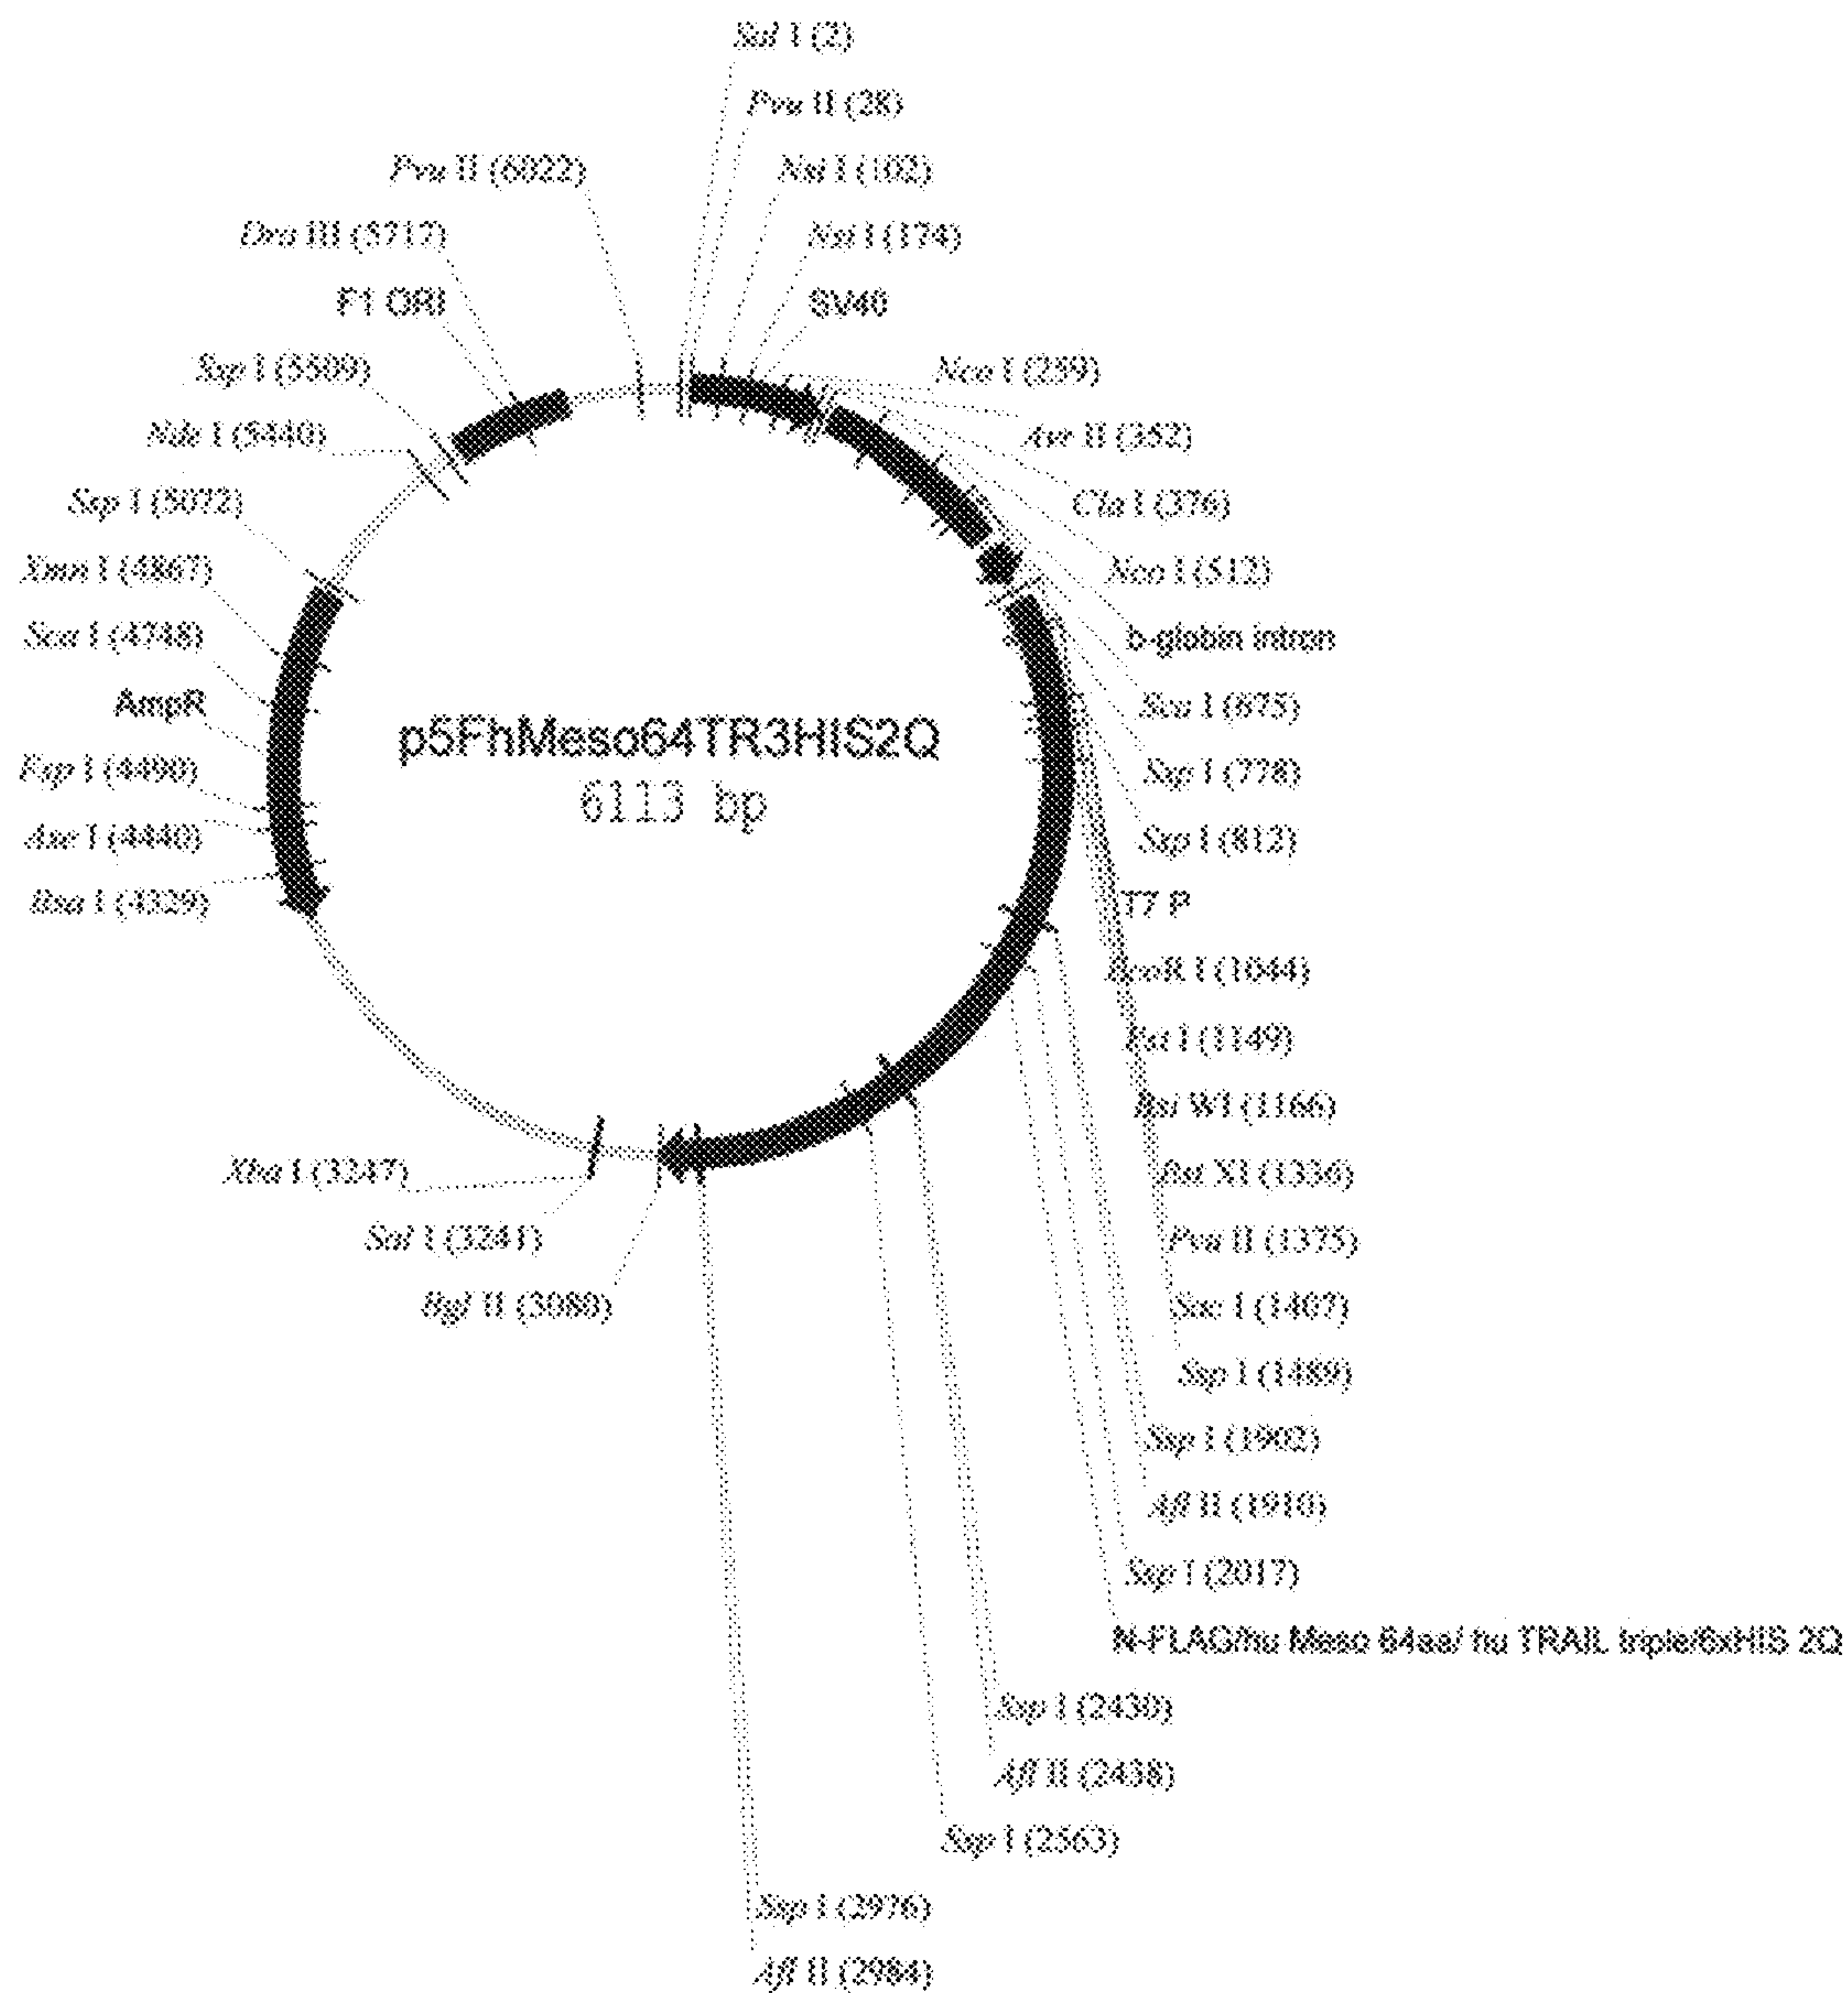 Sal I (2)
Pvu II (28)
Nsi I (102)
Nsi I (174)
SV40
Nco I (259)
Avr II (352)
Cla I (376)
Nco I (512)
b-globin intron
Sca I (675)
Ssp I (778)
Ssp I (812)
T7 P
EcoR I (1044)
Pst I (1149)
Bsi WI (1166)
Bst XI (1336)
Pvu II (1375)
Sac I (1407)
Ssp I (1489)
Ssp I (1902)
Afl II (1910)
Ssp I (2017)
N-FLAG/hu Meso 64aa/ hu TRAIL triple/6xHIS 2Q
Ssp I (2430)
Afl II (2438)
Ssp I (2563)
Ssp I (2976)
Afl II (2984)
Bgl II (3080)
Sal I (3241)
Xba I (3247)
Bsa I (4329)
Ase I (4440)
Fsp I (4490)
AmpR
Sca I (4748)
Xmn I (4867)
Ssp I (5072)
Nde I (5440)
Ssp I (5509)
F1 ORI
Dra III (5717)
Pvu II (6022)
p5FhMeso64TR3HIS2Q
6113 bp